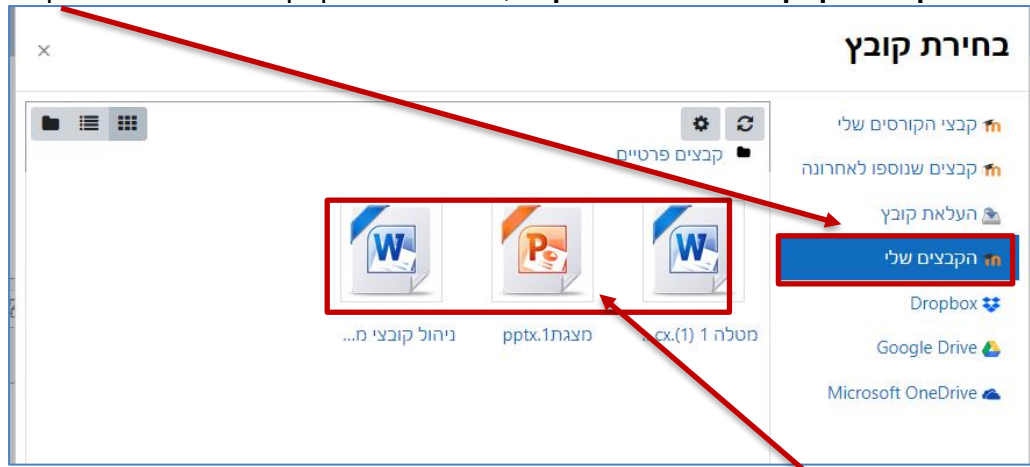 בחירת קובץ
×
קבצי הקורסים שלי
קבצים שנוספו לאחרונה
העלאת קובץ
הקבצים שלי
Dropbox
Google Drive
Microsoft OneDrive
קבצים פרטיים
W
P
W
מטלה 1 (1).cx...
מצגת1.pptx
ניהול קובצי מ...